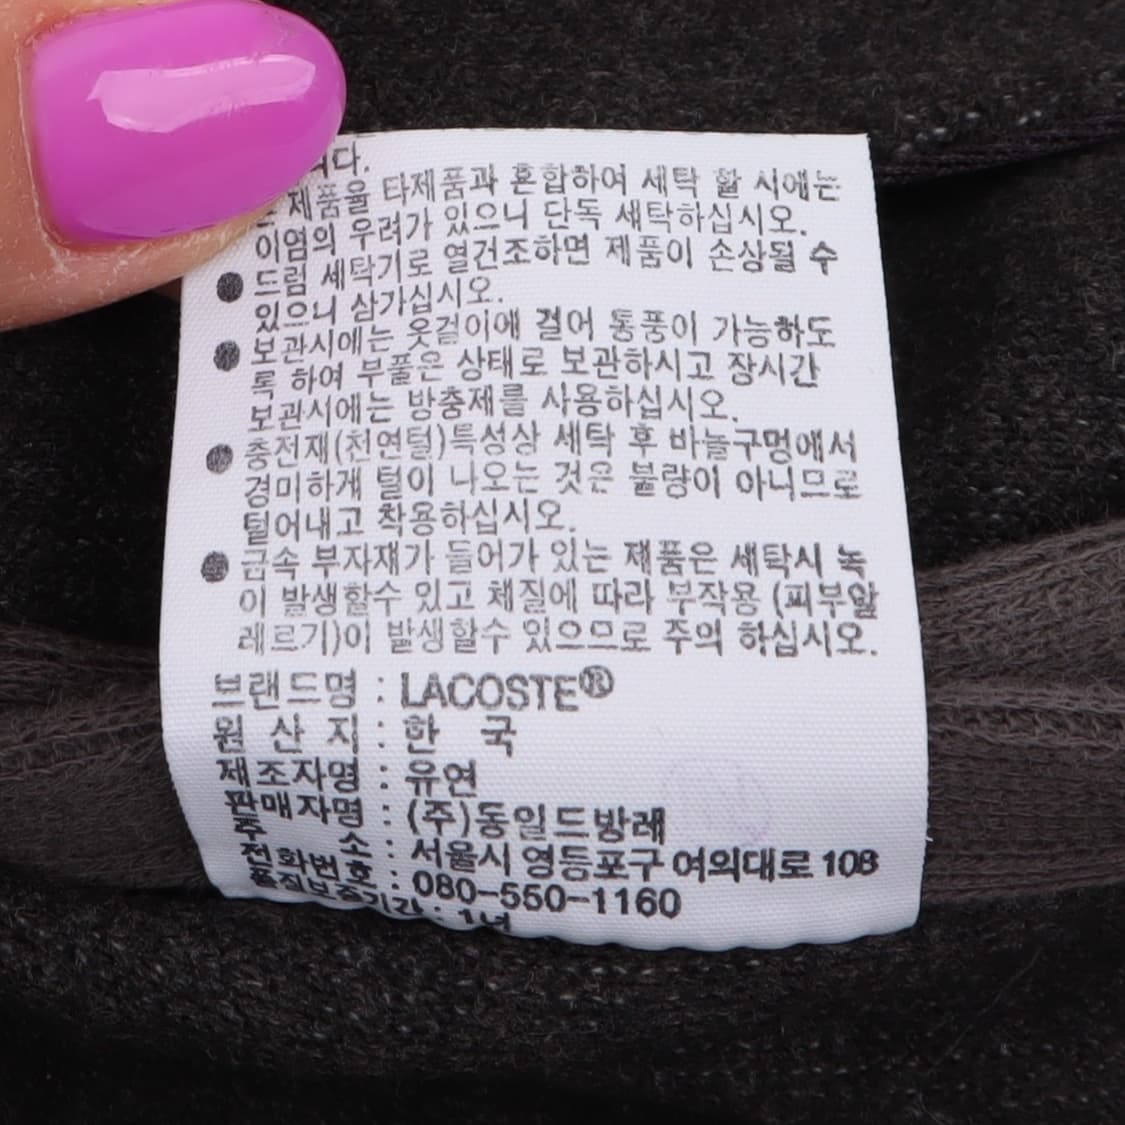 니다.
제품을 타제품과 혼합하여 세탁 할 시에는
이염의 우려가 있으니 단독 세탁하십시오.
● 드럼 세탁기로 열건조하면 제품이 손상될 수
있으니 삼가십시오.
● 보관시에는 옷걸이에 걸어 통풍이 가능하도
록 하여 부풀은 상태로 보관하시고 장시간
보관시에는 방충제를 사용하십시오.
● 충전재(천연털)특성상 세탁 후 바늘구멍에서
경미하게 털이 나오는 것은 불량이 아니므로
털어내고 착용하십시오.
● 금속 부자재가 들어가 있는 제품은 세탁시 녹
이 발생할수 있고 체질에 따라 부작용 (피부알
레르기)이 발생할수 있으므로 주의 하십시오.
브랜드명 : LACOSTE®
원 산 지 : 한 국
제조자명 : 유연
판매자명 : (주)동일드방레
주 소 : 서울시 영등포구 여의대로 108
전화번호 : 080-550-1160
품질보증기간 : 1년